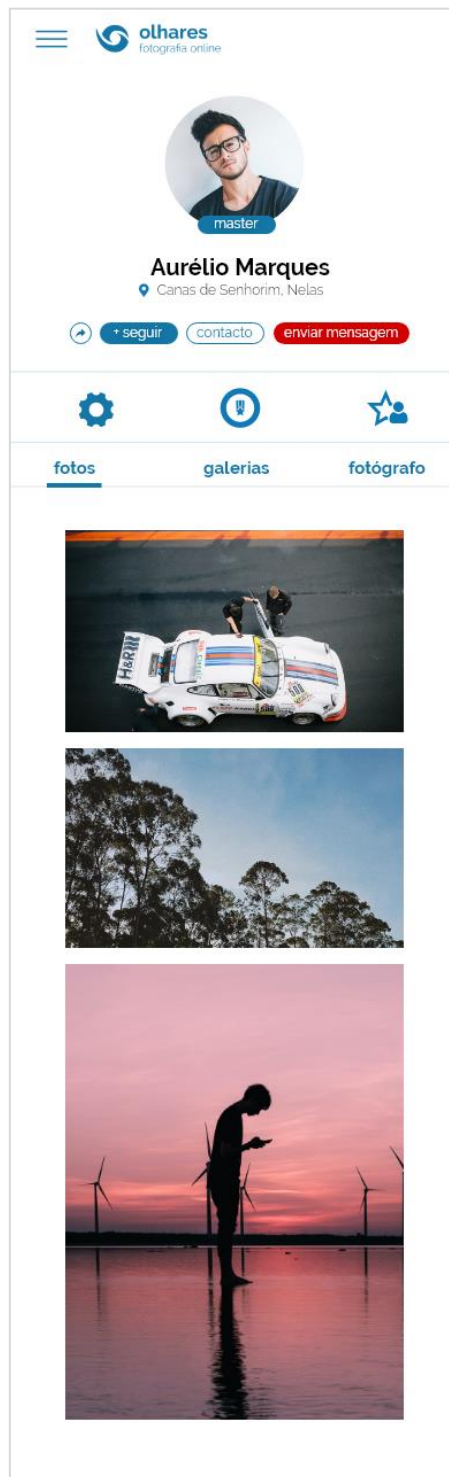 olhares
fotografia online
master
Aurélio Marques
Canas de Senhorim, Nelas
+ seguir contacto enviar mensagem
fotos galerias fotógrafo
H&R